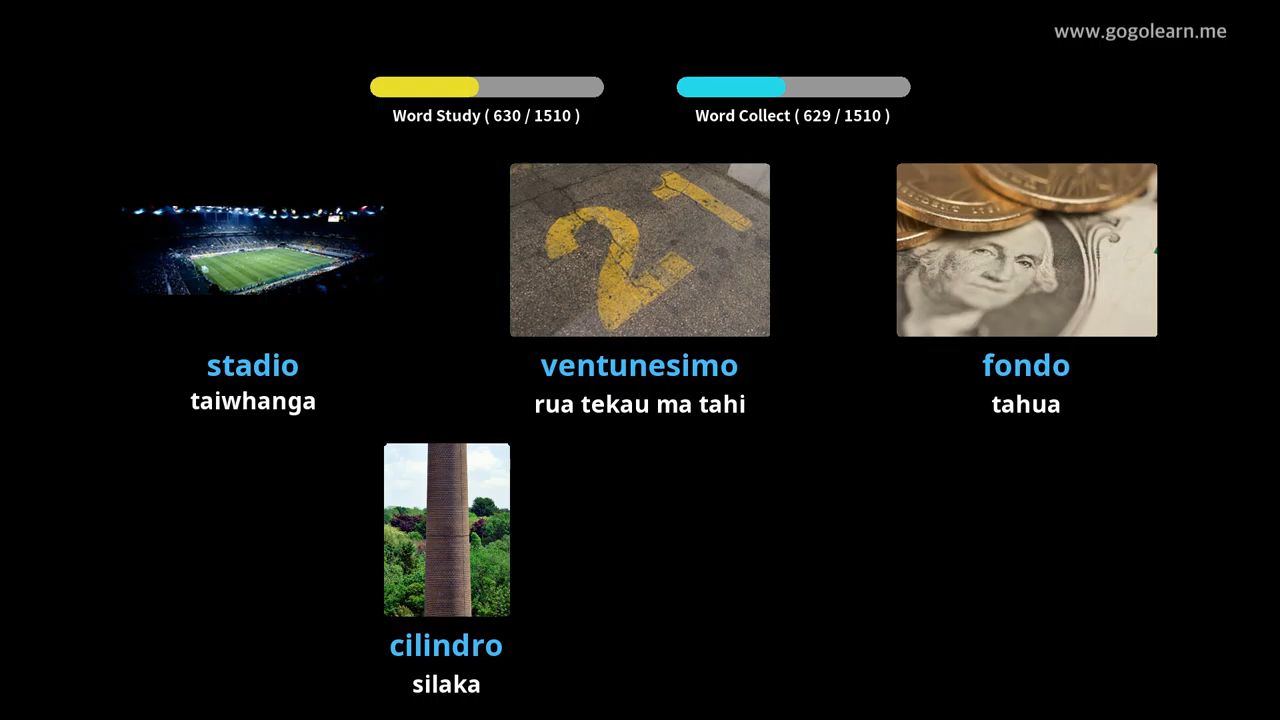 www.gogolearn.me
Word Study ( 630 / 1510 )
Word Collect ( 629 / 1510 )
21
stadio
taiwhanga
ventunesimo
rua tekau ma tahi
fondo
tahua
cilindro
silaka